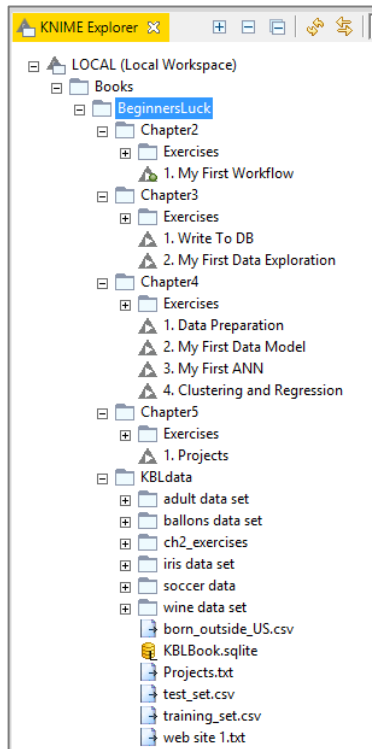 KNIME Explorer
LOCAL (Local Workspace)
Books
BeginnersLuck
Chapter2
Exercises
1. My First Workflow
Chapter3
Exercises
1. Write To DB
2. My First Data Exploration
Chapter4
Exercises
1. Data Preparation
2. My First Data Model
3. My First ANN
4. Clustering and Regression
Chapter5
Exercises
1. Projects
KBLdata
adult data set
ballons data set
ch2_exercises
iris data set
soccer data
wine data set
born_outside_US.csv
KBLBook.sqlite
Projects.txt
test_set.csv
training_set.csv
web site 1.txt